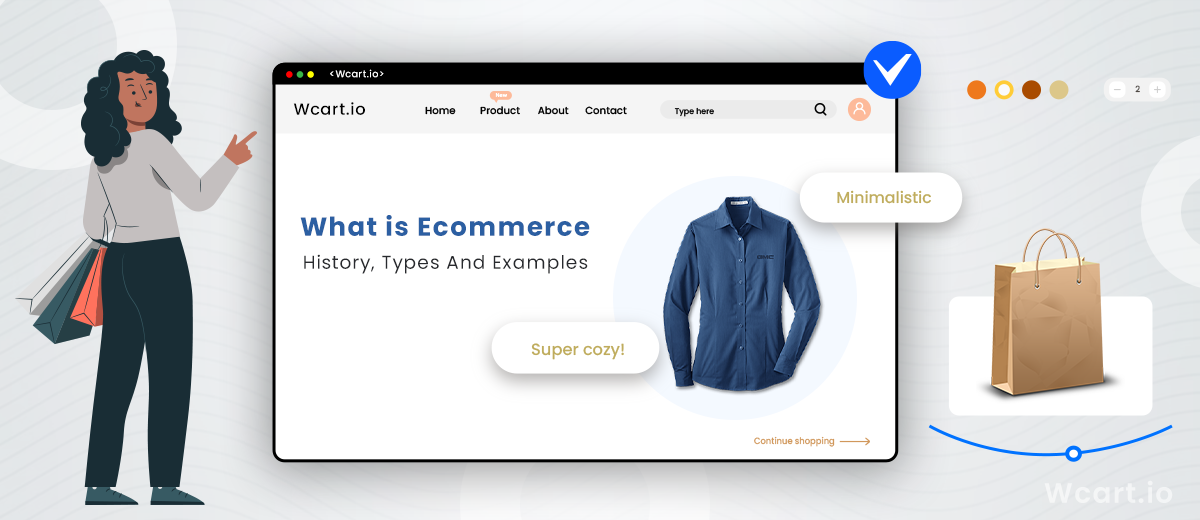 <Wcart.io>
Wcart.io
Home
New
Product
About
Contact
Type here
2
Minimalistic
What is Ecommerce
History, Types And Examples
Super cozy!
Continue shopping
Wcart.io